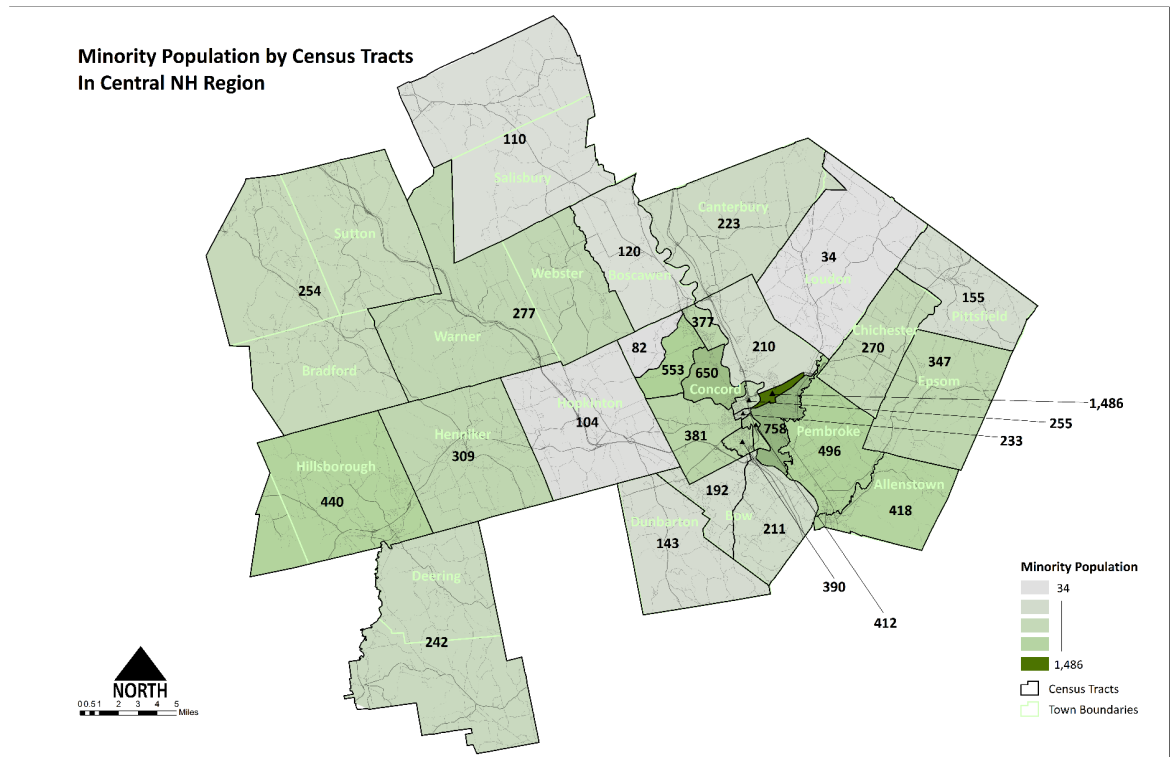 Minority Population by Census Tracts
In Central NH Region
110
Salisbury
Canterbury
223
Sutton
254
120
Boscawen
34
Loudon
Webster
277
Warner
155
Pittsfield
Chichester
270
377
210
82
553
650
Concord
347
Epsom
Bradford
Hopkinton
104
1,486
255
233
381
758
Pembroke
496
Henniker
309
Hillsborough
440
Allenstown
418
192
Bow
211
Dunbarton
143
Deering
242
390
412
Minority Population
34
1,486
Census Tracts
Town Boundaries
NORTH
0 0.5 1 2 3 4 5
Miles